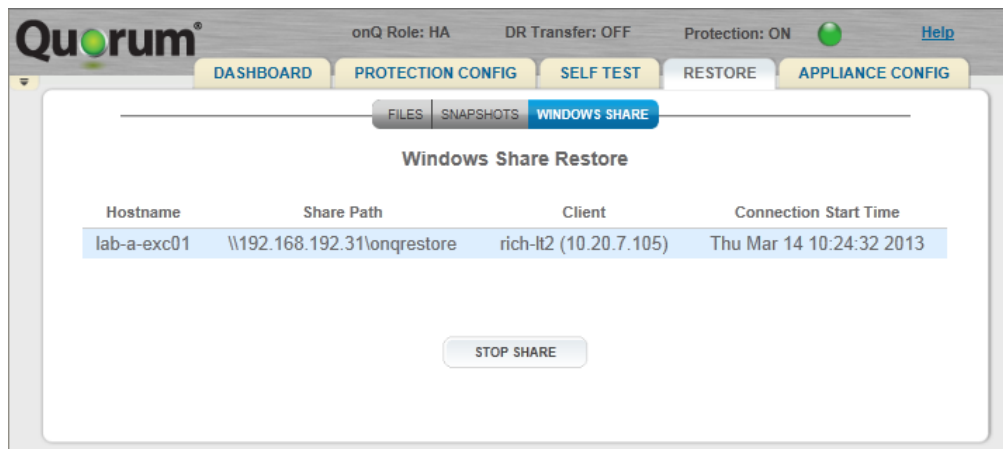 Quorum®
onQ Role: HA DR Transfer: OFF Protection: ON Help
DASHBOARD PROTECTION CONFIG SELF TEST RESTORE APPLIANCE CONFIG
FILES SNAPSHOTS WINDOWS SHARE
Windows Share Restore
Hostname Share Path Client Connection Start Time
lab-a-exc01 \\192.168.192.31\onqrestore rich-lt2 (10.20.7.105) Thu Mar 14 10:24:32 2013
STOP SHARE